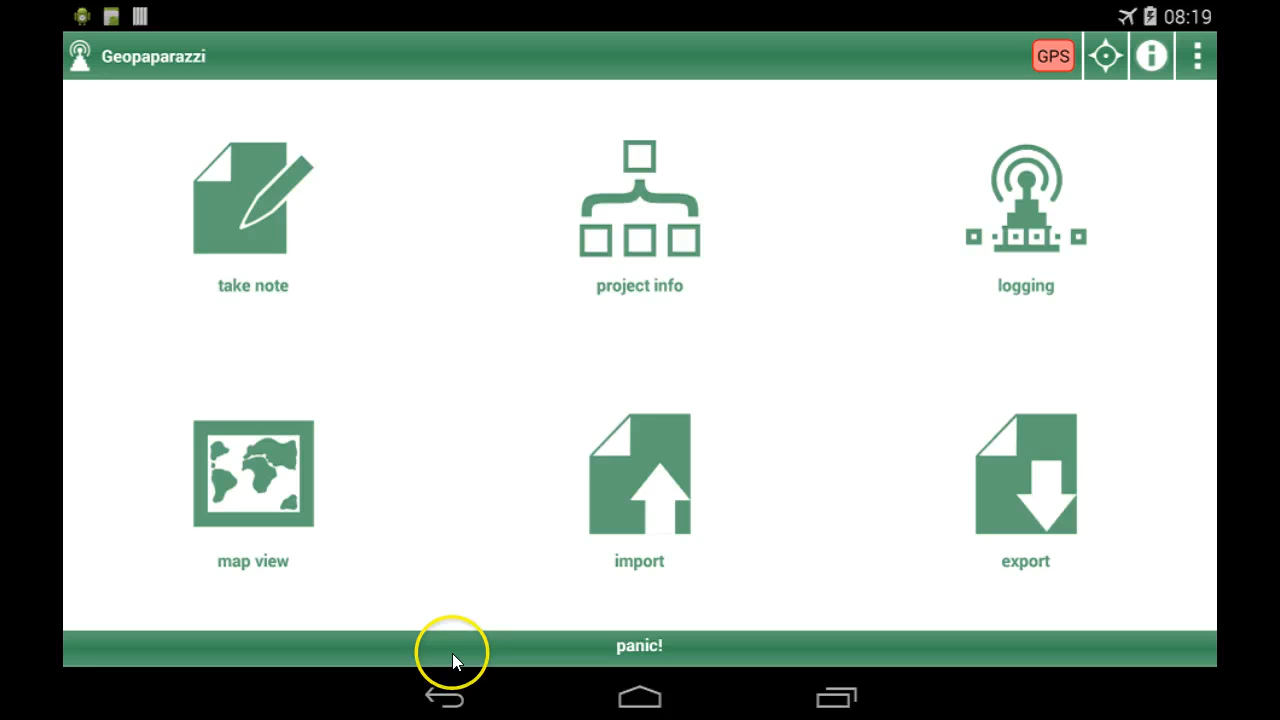 08:19
Geopaparazzi
GPS
take note
project info
logging
map view
import
export
panic!